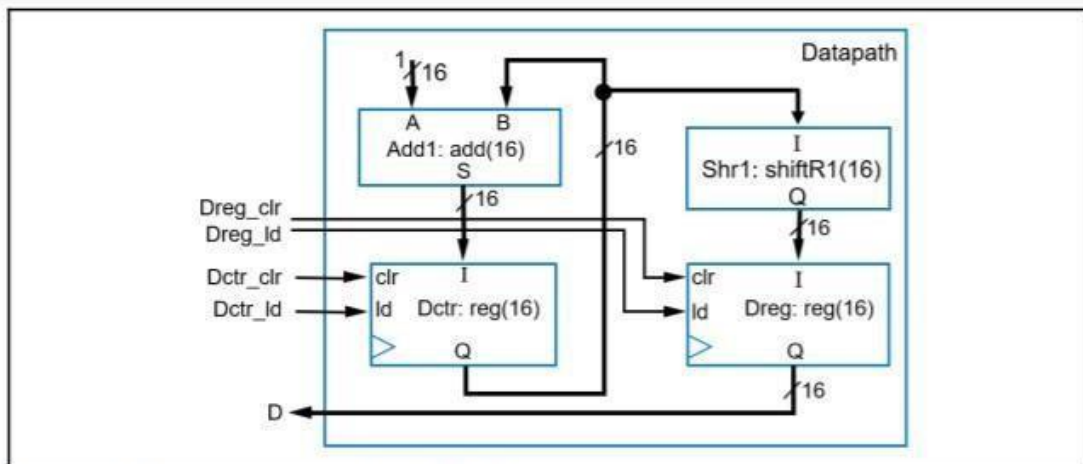 Datapath
1 16
A B
Add1: add(16)
S
16
16
I
Shr1: shiftR1(16)
Q
16
Dreg_clr
Dreg_ld
Dctr_clr
Dctr_ld
clr I
ld Dctr: reg(16)
Q
clr I
ld Dreg: reg(16)
Q
16
D